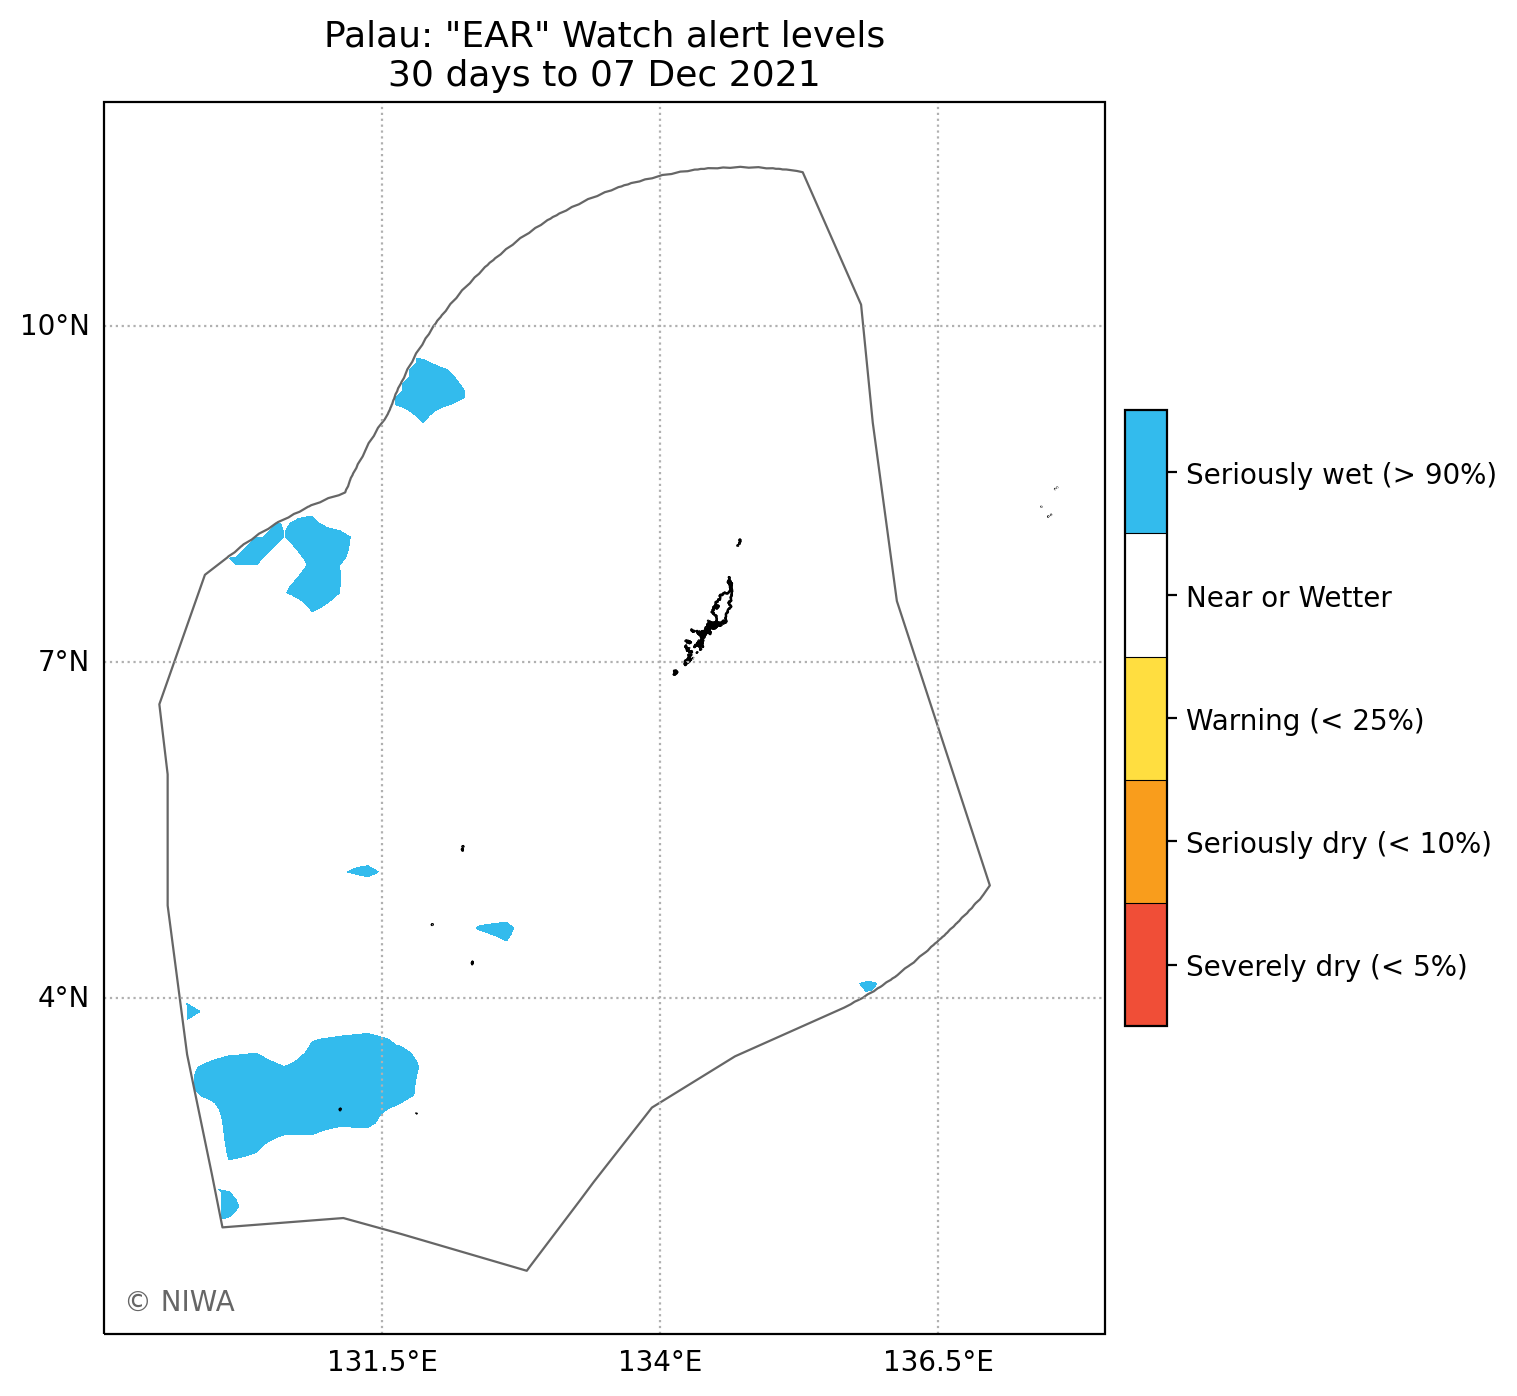 Palau: "EAR" Watch alert levels
30 days to 07 Dec 2021
10°N
7°N
4°N
131.5°E
134°E
136.5°E
© NIWA
Seriously wet (> 90%)
Near or Wetter
Warning (< 25%)
Seriously dry (< 10%)
Severely dry (< 5%)